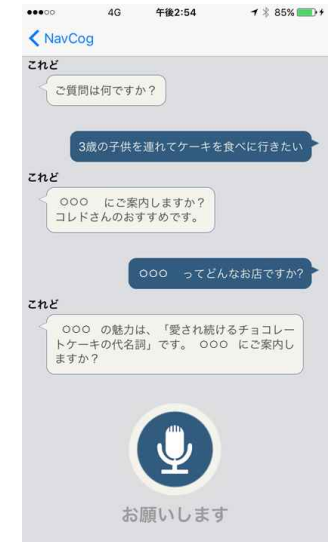 ●●●○○ 4G 午後2:54 85%
NavCog
これど
ご質問は何ですか？
3歳の子供を連れてケーキを食べに行きたい
これど
○○○ にご案内しますか？
コレドさんのおすすめです。
○○○ ってどんなお店ですか?
これど
○○○ の魅力は、「愛され続けるチョコレー
トケーキの代名詞」です。 ○○○ にご案内し
ますか？
お願いします